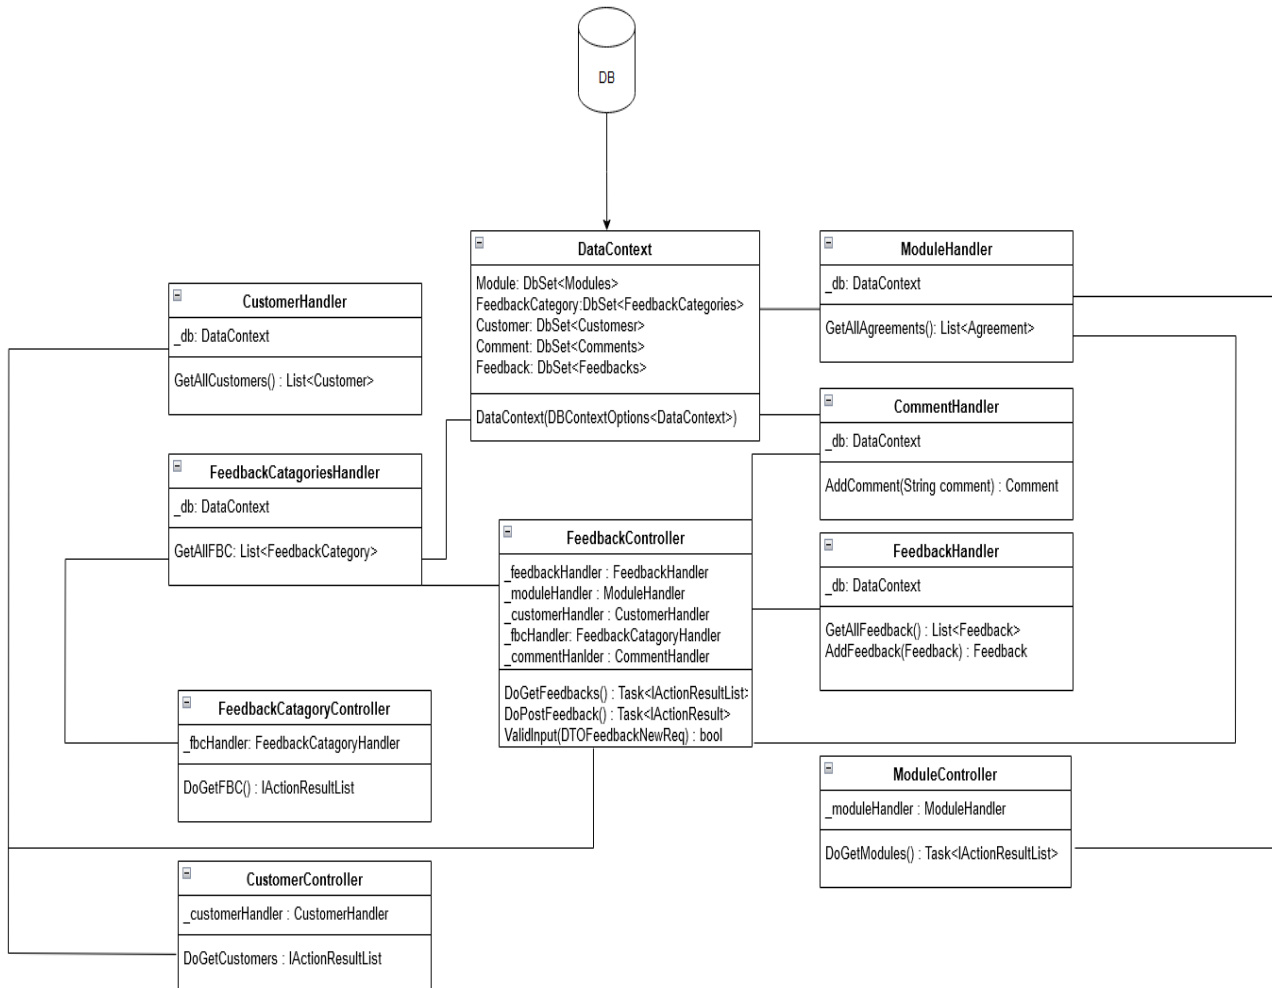 DB
DataContext
Module: DbSet<Modules>
FeedbackCategory:DbSet<FeedbackCategories>
Customer: DbSet<Customesr>
Comment: DbSet<Comments>
Feedback: DbSet<Feedbacks>
DataContext(DBContextOptions<DataContext>)
ModuleHandler
_db: DataContext
GetAllAgreements(): List<Agreement>
CustomerHandler
_db: DataContext
GetAllCustomers() : List<Customer>
CommentHandler
_db: DataContext
AddComment(String comment) : Comment
FeedbackCatagoriesHandler
_db: DataContext
GetAllFBC: List<FeedbackCategory>
FeedbackController
_feedbackHandler : FeedbackHandler
_moduleHandler : ModuleHandler
_customerHandler : CustomerHandler
_fbcHandler: FeedbackCatagoryHandler
_commentHanlder : CommentHandler
DoGetFeedbacks() : Task<IActionResultList>
DoPostFeedback() : Task<IActionResult>
ValidInput(DTOFeedbackNewReq) : bool
FeedbackHandler
_db: DataContext
GetAllFeedback() : List<Feedback>
AddFeedback(Feedback) : Feedback
FeedbackCatagoryController
_fbcHandler: FeedbackCatagoryHandler
DoGetFBC() : IActionResultList
ModuleController
_moduleHandler : ModuleHandler
DoGetModules() : Task<IActionResultList>
CustomerController
_customerHandler : CustomerHandler
DoGetCustomers : IActionResultList